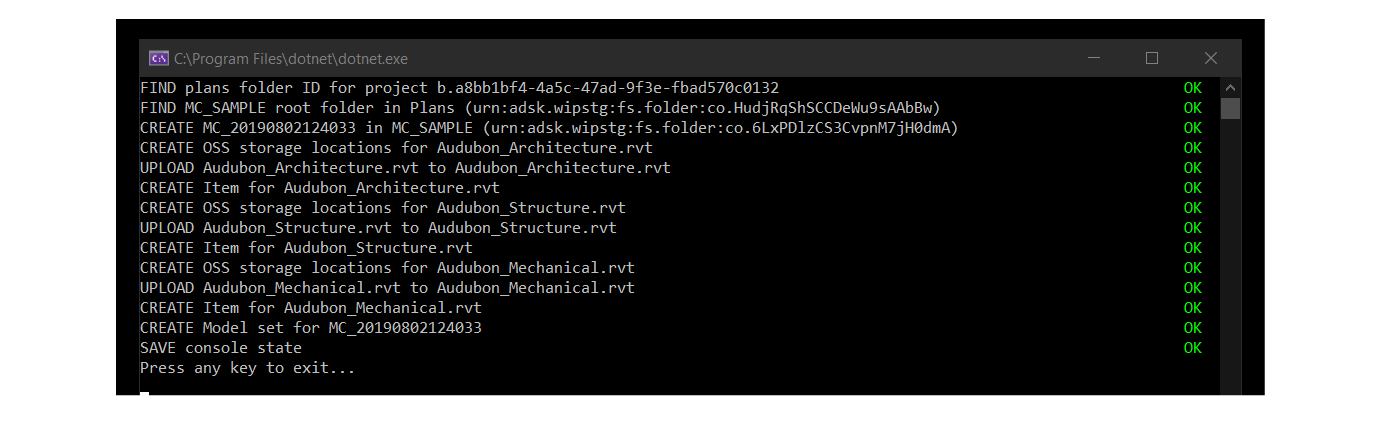 C:\Program Files\dotnet\dotnet.exe
FIND plans folder ID for project b.a8bb1bf4-4a5c-47ad-9f3e-fbad570c0132 OK
FIND MC_SAMPLE root folder in Plans (urn:adsk.wipstg:fs.folder:co.HudjRqShSCCDeWu9sAAbBw) OK
CREATE MC_20190802124033 in MC_SAMPLE (urn:adsk.wipstg:fs.folder:co.6LxPDlzCS3CvpnM7jH0dmA) OK
CREATE OSS storage locations for Audubon_Architecture.rvt OK
UPLOAD Audubon_Architecture.rvt to Audubon_Architecture.rvt OK
CREATE Item for Audubon_Architecture.rvt OK
CREATE OSS storage locations for Audubon_Structure.rvt OK
UPLOAD Audubon_Structure.rvt to Audubon_Structure.rvt OK
CREATE Item for Audubon_Structure.rvt OK
CREATE OSS storage locations for Audubon_Mechanical.rvt OK
UPLOAD Audubon_Mechanical.rvt to Audubon_Mechanical.rvt OK
CREATE Item for Audubon_Mechanical.rvt OK
CREATE Model set for MC_20190802124033 OK
SAVE console state OK
Press any key to exit...